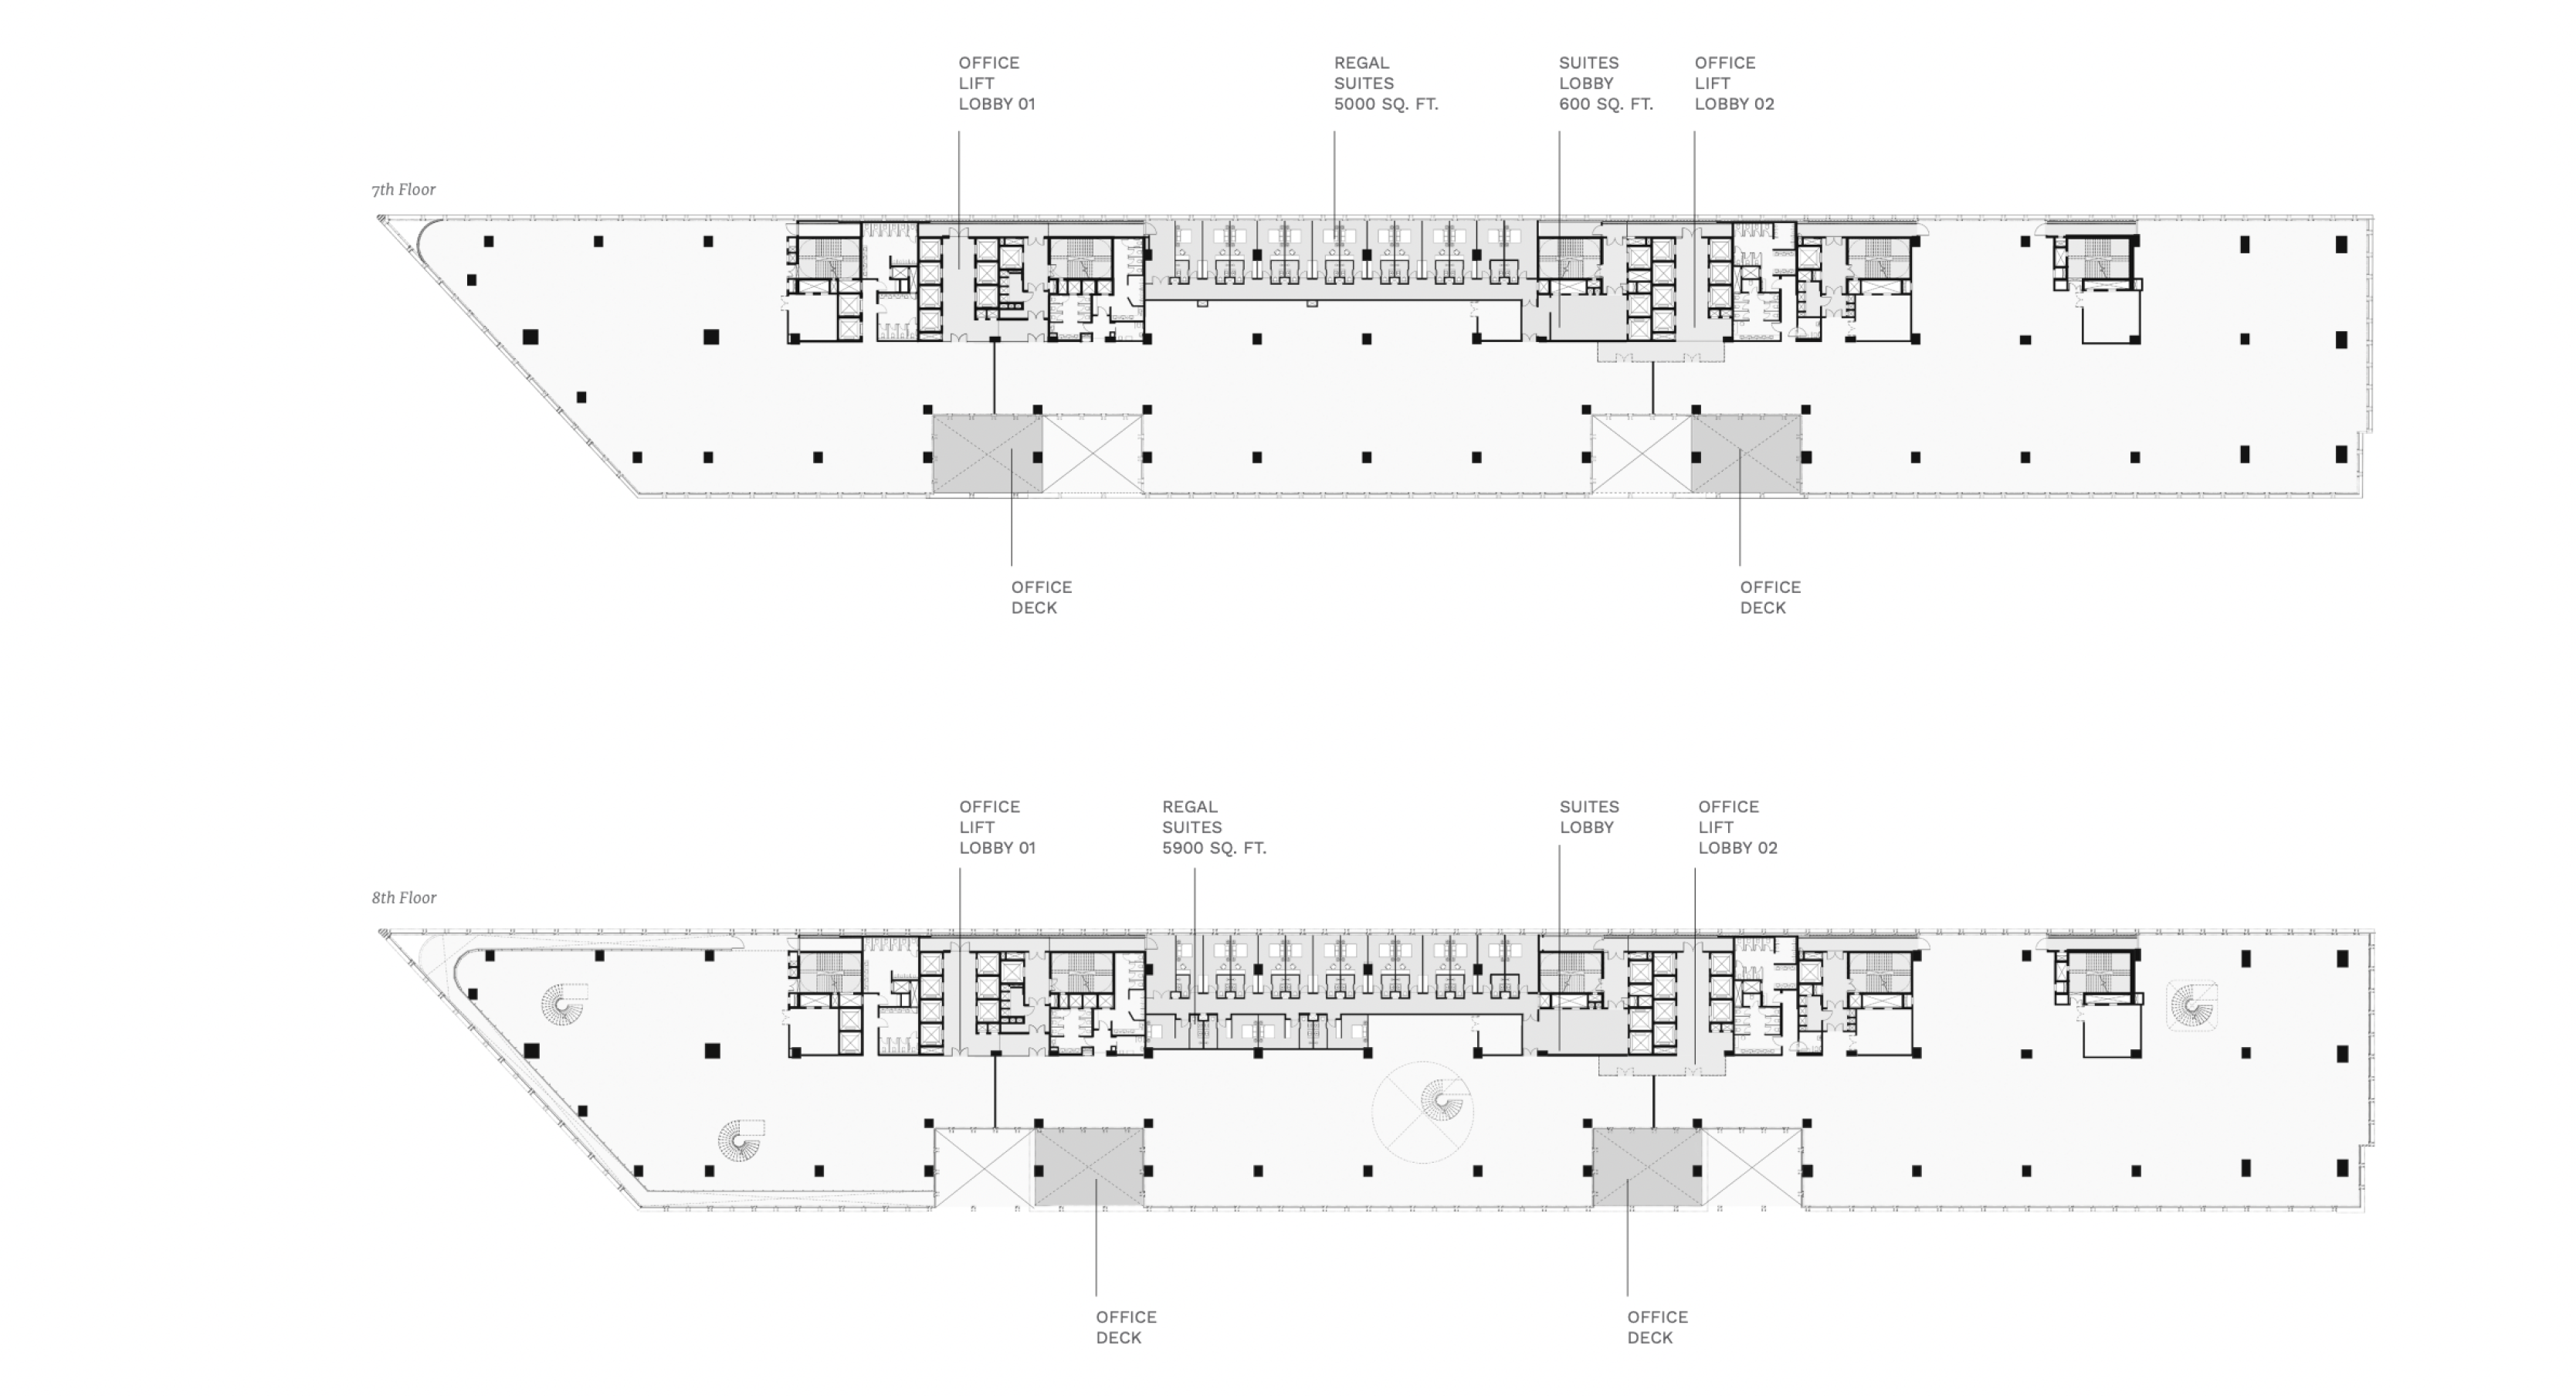 OFFICE
LIFT
LOBBY 01
REGAL
SUITES
5000 SQ. FT.
SUITES
LOBBY
600 SQ. FT.
OFFICE
LIFT
LOBBY 02
7th Floor
OFFICE
DECK
OFFICE
DECK
OFFICE
LIFT
LOBBY 01
REGAL
SUITES
5900 SQ. FT.
SUITES
LOBBY
OFFICE
LIFT
LOBBY 02
8th Floor
OFFICE
DECK
OFFICE
DECK